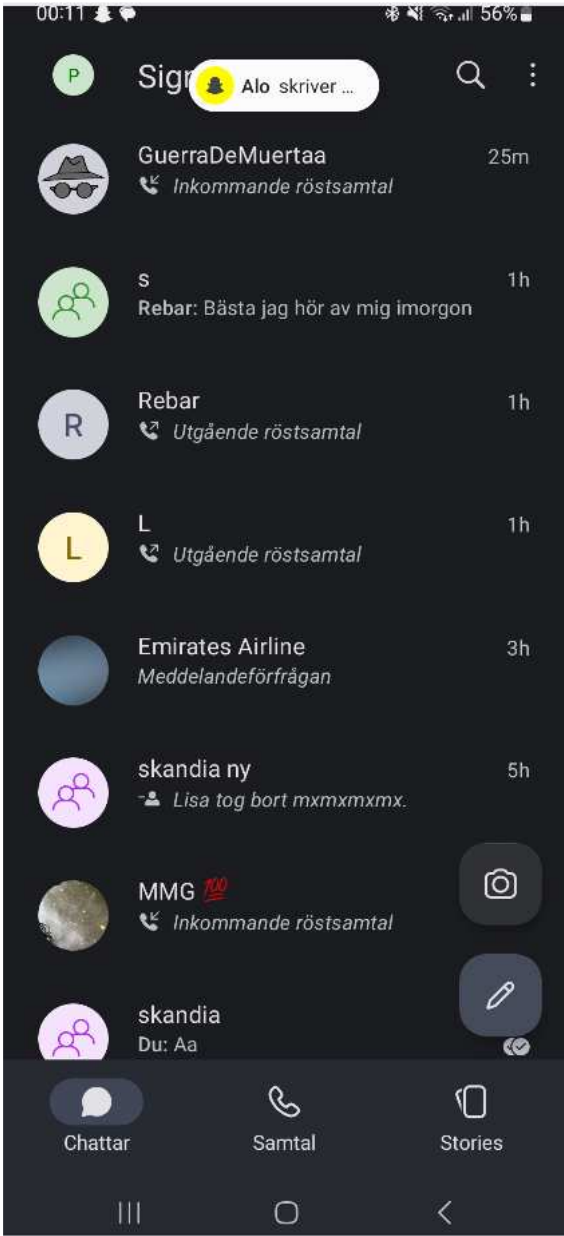 00:11 56%
P Sig Alo skriver ...
GuerraDeMuertaa 25m
Inkommande röstsamtal
s 1h
Rebar: Bästa jag hör av mig imorgon
R Rebar 1h
Utgående röstsamtal
L L 1h
Utgående röstsamtal
Emirates Airline 3h
Meddelandeförfrågan
skandia ny 5h
Lisa tog bort mxmxmxmx.
MMG 💯
Inkommande röstsamtal
skandia
Du: Aa
Chattar Samtal Stories